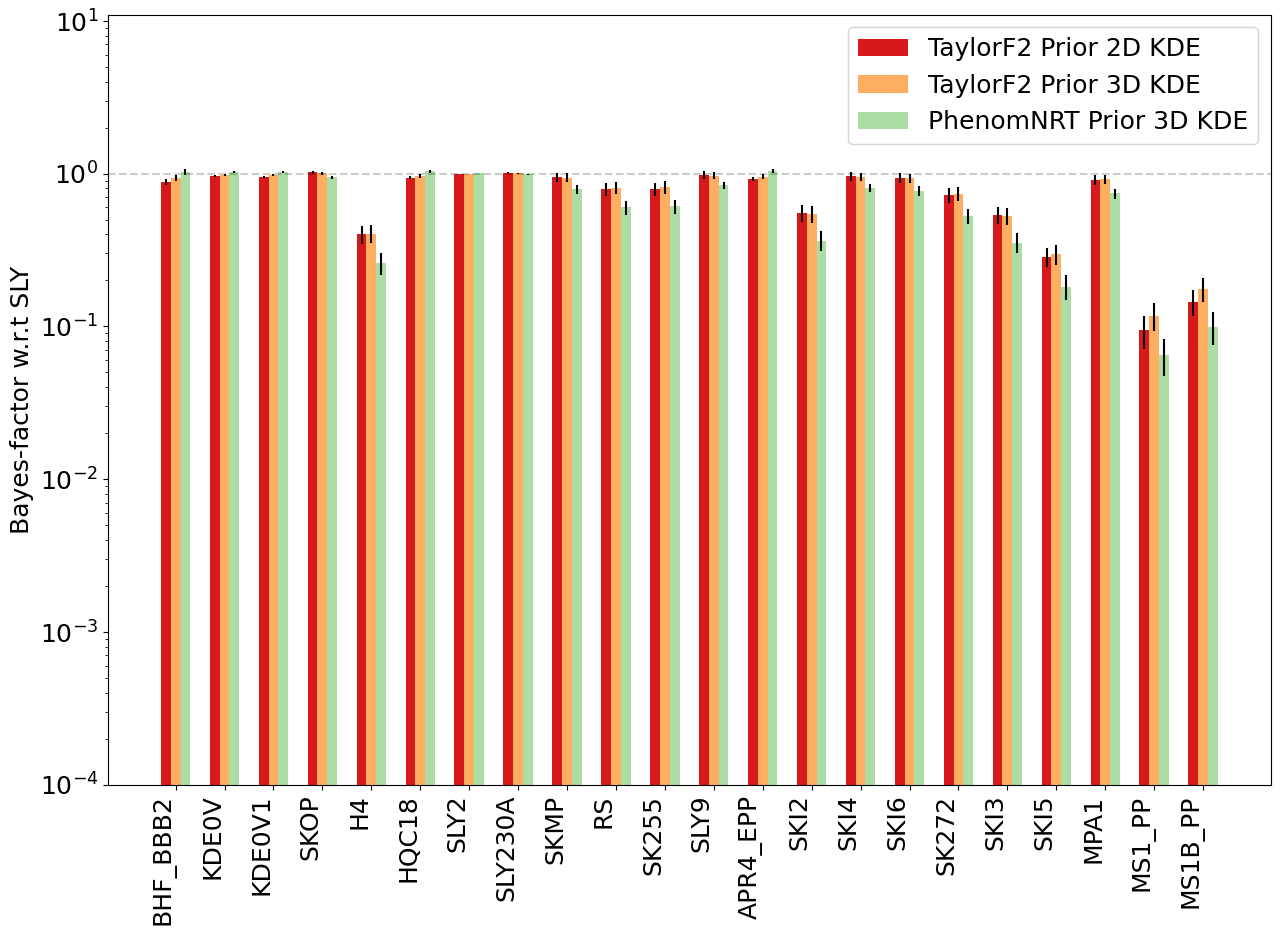 TaylorF2 Prior 2D KDE
TaylorF2 Prior 3D KDE
PhenomNRT Prior 3D KDE
Bayes-factor w.r.t SLY
10¹
10⁰
10⁻¹
10⁻²
10⁻³
10⁻⁴
BHF_BBB2
KDE0V
KDE0V1
SKOP
H4
HQC18
SLY2
SLY230A
SKMP
RS
SK255
SLY9
APR4_EPP
SKI2
SKI4
SKI6
SK272
SKI3
SKI5
MPA1
MS1_PP
MS1B_PP